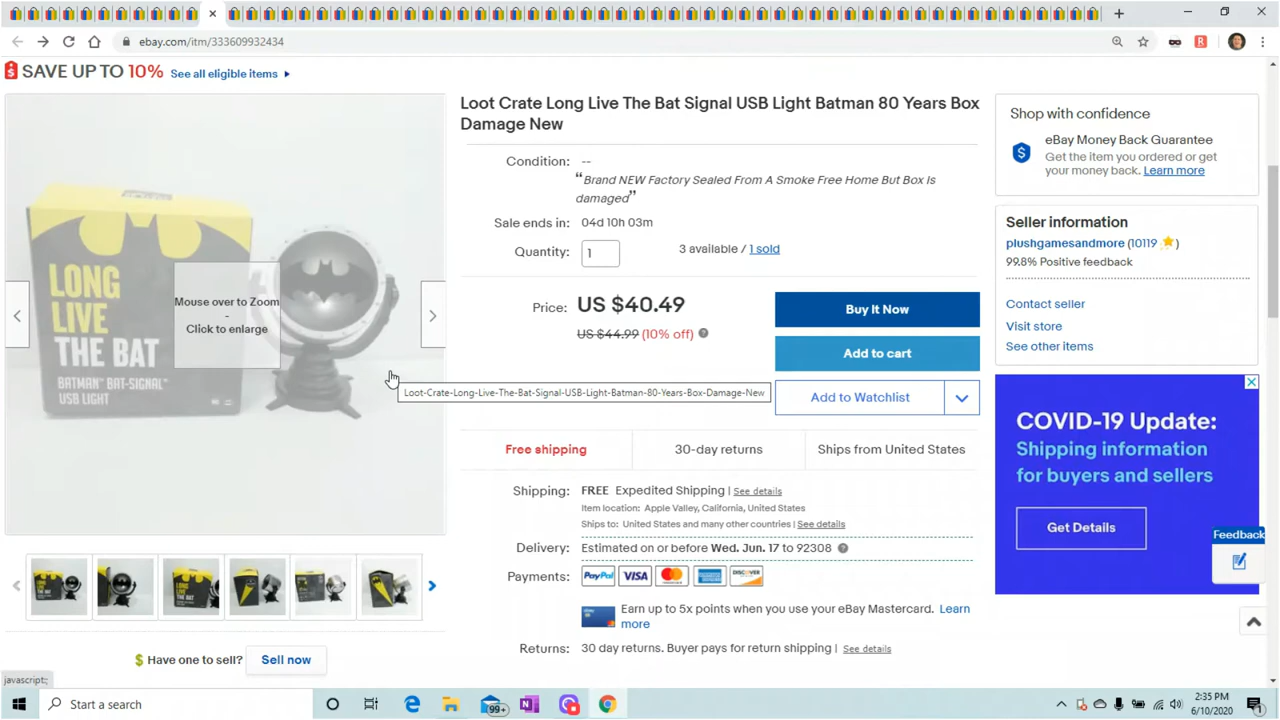 ebay.com/itm/333609932434
SAVE UP TO 10% See all eligible items
Loot Crate Long Live The Bat Signal USB Light Batman 80 Years Box
Damage New
Condition: --
“Brand NEW Factory Sealed From A Smoke Free Home But Box Is
damaged”
Sale ends in: 04d 10h 03m
Quantity: 1 3 available / 1 sold
Price: US $40.49
US $44.99 (10% off)
Buy It Now
Add to cart
Add to Watchlist
Free shipping 30-day returns Ships from United States
Shipping: FREE Expedited Shipping | See details
Item location: Apple Valley, California, United States
Ships to: United States and many other countries | See details
Delivery: Estimated on or before Wed. Jun. 17 to 92308
Payments: PayPal VISA MasterCard AMERICAN EXPRESS DISCOVER
Earn up to 5x points when you use your eBay Mastercard. Learn
more
Returns: 30 day returns. Buyer pays for return shipping | See details
LONG
LIVE
THE BAT
BATMAN™ BAT-SIGNAL™
USB LIGHT
Mouse over to Zoom
-
Click to enlarge
Loot-Crate-Long-Live-The-Bat-Signal-USB-Light-Batman-80-Years-Box-Damage-New
Have one to sell? Sell now
Shop with confidence
eBay Money Back Guarantee
Get the item you ordered or get
your money back. Learn more
Seller information
plushgamesandmore (10119 )
99.8% Positive feedback
Contact seller
Visit store
See other items
COVID-19 Update:
Shipping information
for buyers and sellers
Get Details
Feedback
javascript:;
Start a search
99+
2:35 PM
6/10/2020